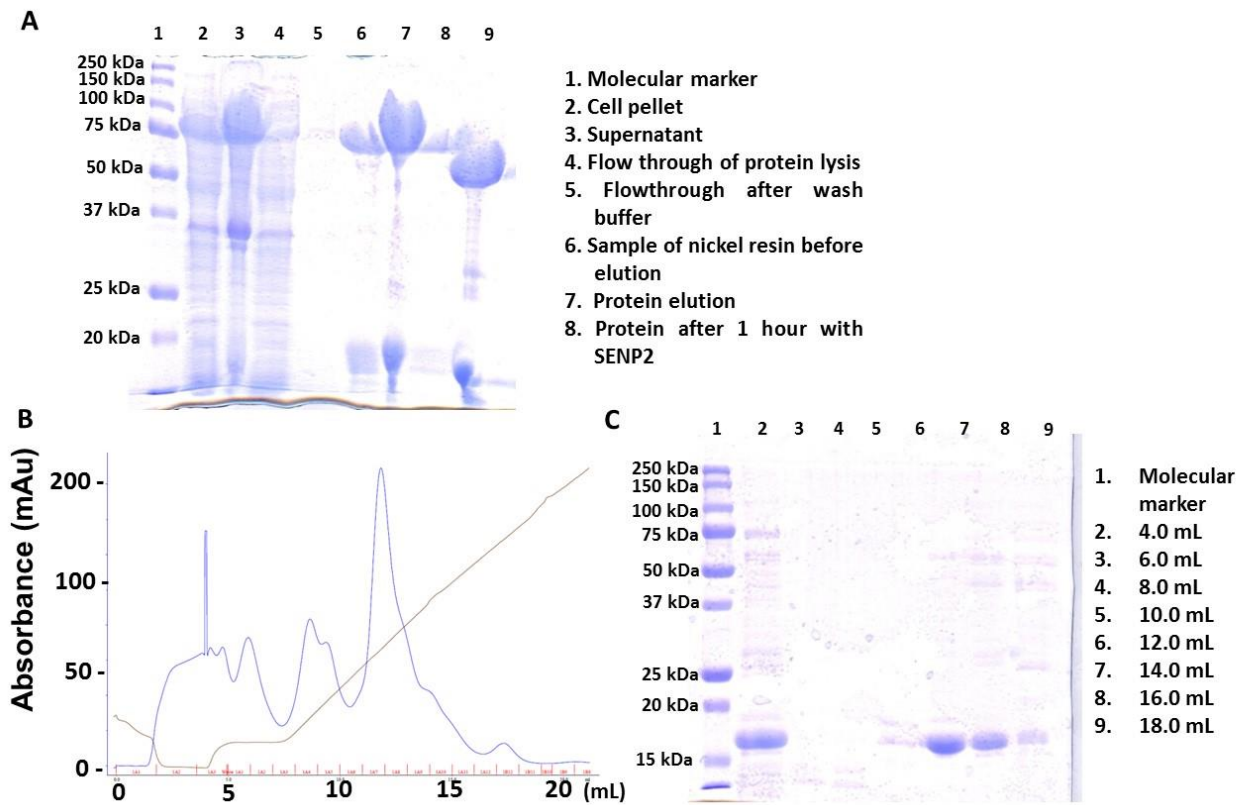 A
1 2 3 4 5 6 7 8 9
250 kDa
150 kDa
100 kDa
75 kDa
50 kDa
37 kDa
25 kDa
20 kDa
1. Molecular marker
2. Cell pellet
3. Supernatant
4. Flow through of protein lysis
5. Flowthrough after wash
buffer
6. Sample of nickel resin before
elution
7. Protein elution
8. Protein after 1 hour with
SENP2
B
Absorbance (mAu)
200 -
100 -
50 -
0 -
0 5 10 15 20 (mL)
C
1 2 3 4 5 6 7 8 9
250 kDa
150 kDa
100 kDa
75 kDa
50 kDa
37 kDa
25 kDa
20 kDa
15 kDa
1. Molecular
marker
2. 4.0 mL
3. 6.0 mL
4. 8.0 mL
5. 10.0 mL
6. 12.0 mL
7. 14.0 mL
8. 16.0 mL
9. 18.0 mL